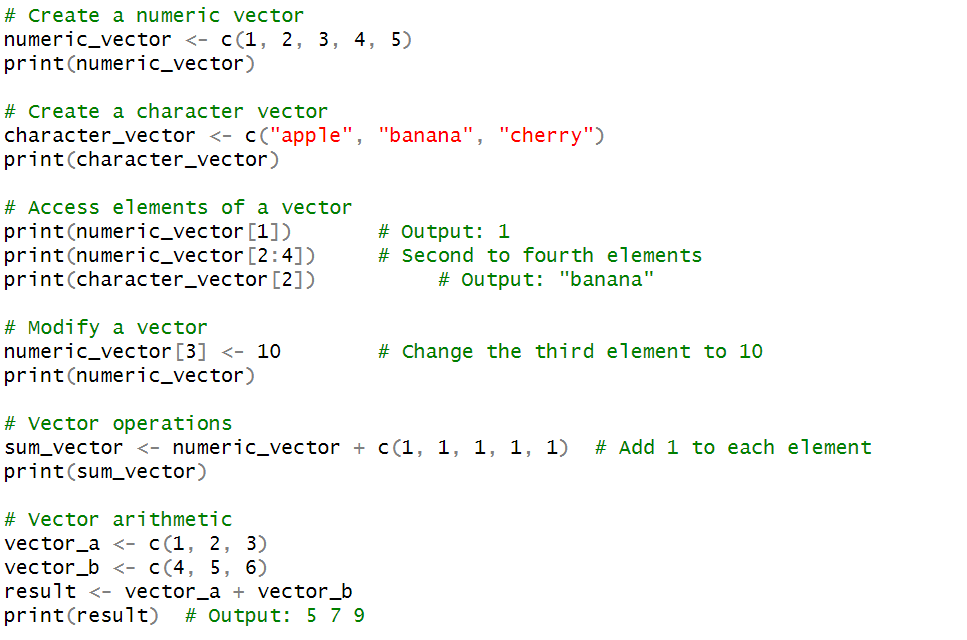 # Create a numeric vector
numeric_vector <- c(1, 2, 3, 4, 5)
print(numeric_vector)
# Create a character vector
character_vector <- c("apple", "banana", "cherry")
print(character_vector)
# Access elements of a vector
print(numeric_vector[1])       # Output: 1
print(numeric_vector[2:4])     # Second to fourth elements
print(character_vector[2])          # Output: "banana"
# Modify a vector
numeric_vector[3] <- 10        # Change the third element to 10
print(numeric_vector)
# Vector operations
sum_vector <- numeric_vector + c(1, 1, 1, 1, 1)  # Add 1 to each element
print(sum_vector)
# Vector arithmetic
vector_a <- c(1, 2, 3)
vector_b <- c(4, 5, 6)
result <- vector_a + vector_b
print(result)  # Output: 5 7 9